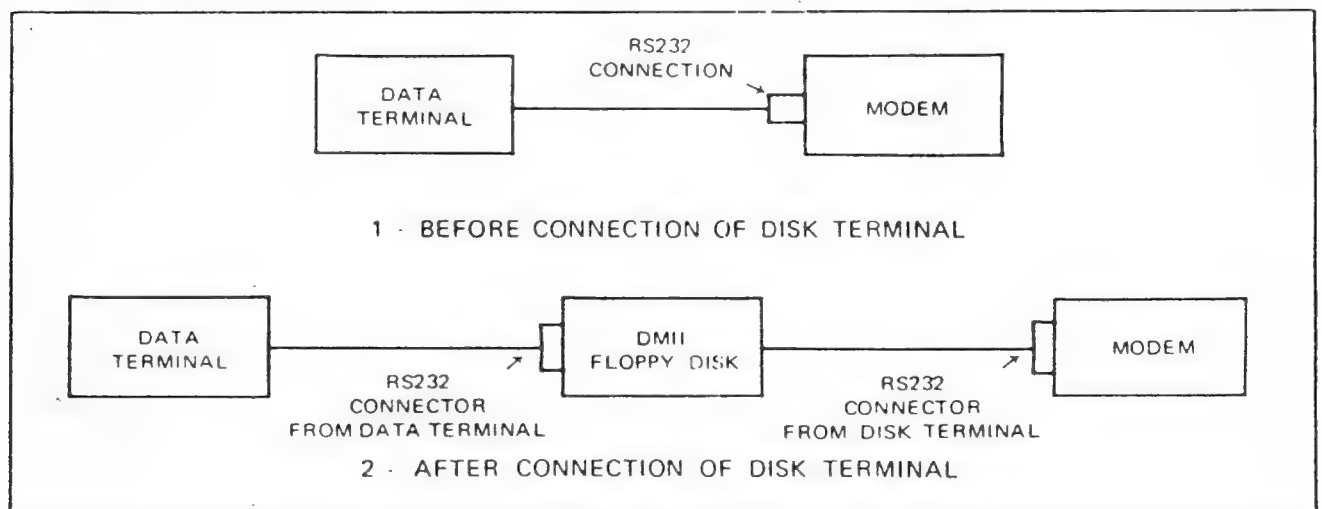 RS232
CONNECTION
DATA
TERMINAL
MODEM
1 - BEFORE CONNECTION OF DISK TERMINAL
DATA
TERMINAL
DMII
FLOPPY DISK
MODEM
RS232
CONNECTOR
FROM DATA TERMINAL
RS232
CONNECTOR
FROM DISK TERMINAL
2 - AFTER CONNECTION OF DISK TERMINAL